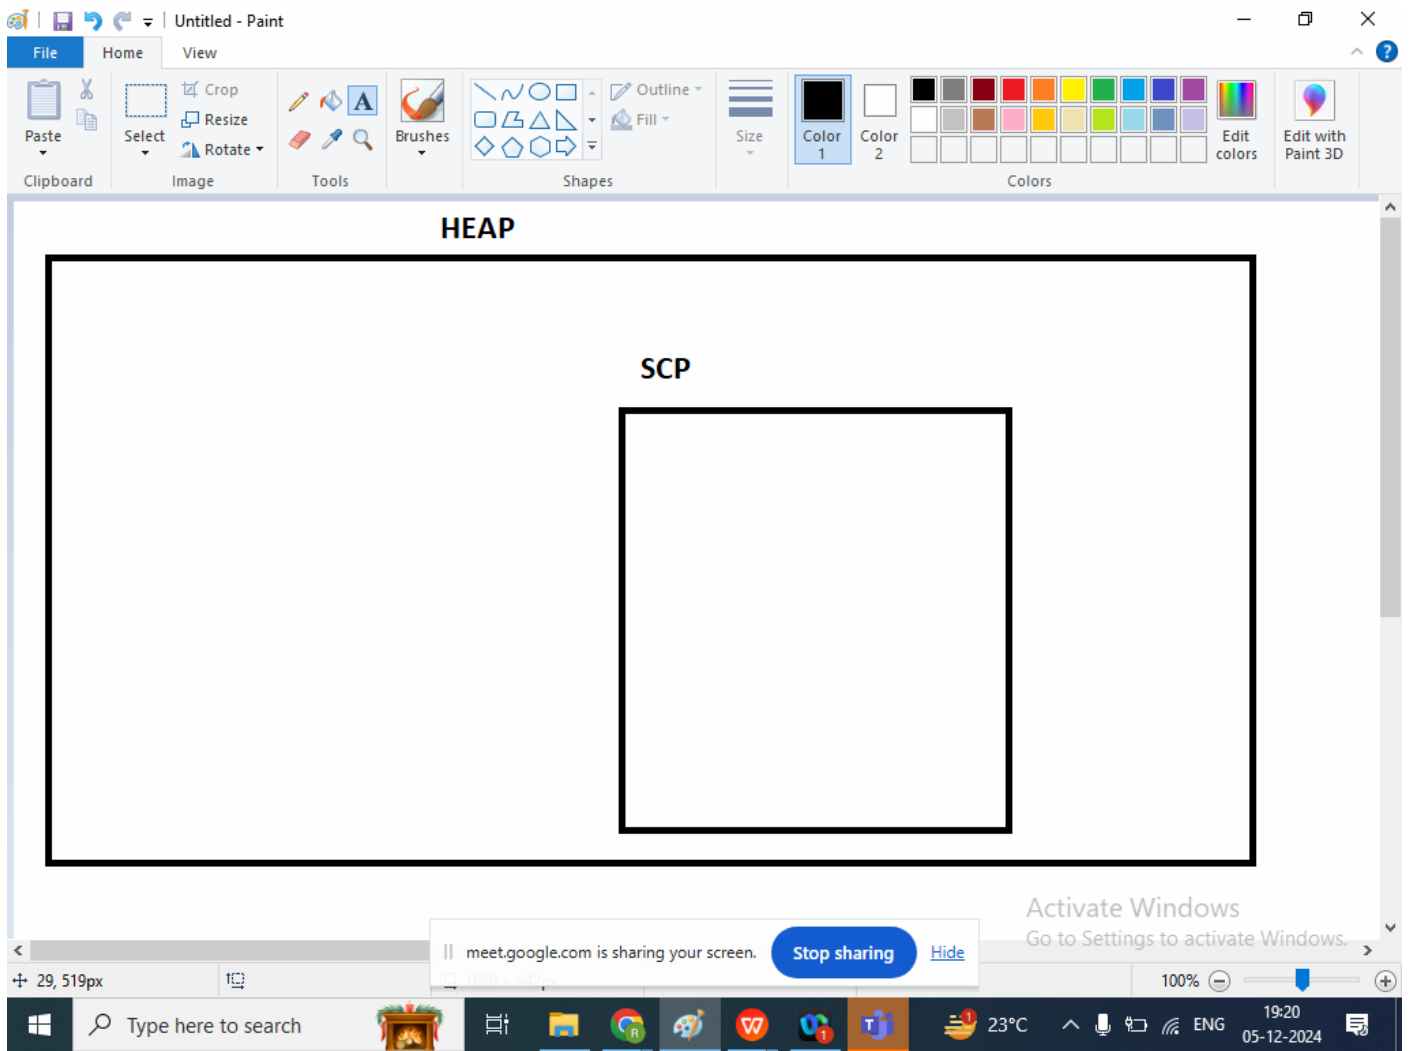 Untitled - Paint
File Home View
Paste
Clipboard
Select
Crop
Resize
Rotate
Image
Tools
Brushes
Shapes
Outline
Fill
Size
Color 1
Color 2
Colors
Edit colors
Edit with Paint 3D
HEAP
SCP
Activate Windows
Go to Settings to activate Windows.
meet.google.com is sharing your screen. Stop sharing Hide
29, 519px
100%
Type here to search
23°C ENG
19:20
05-12-2024